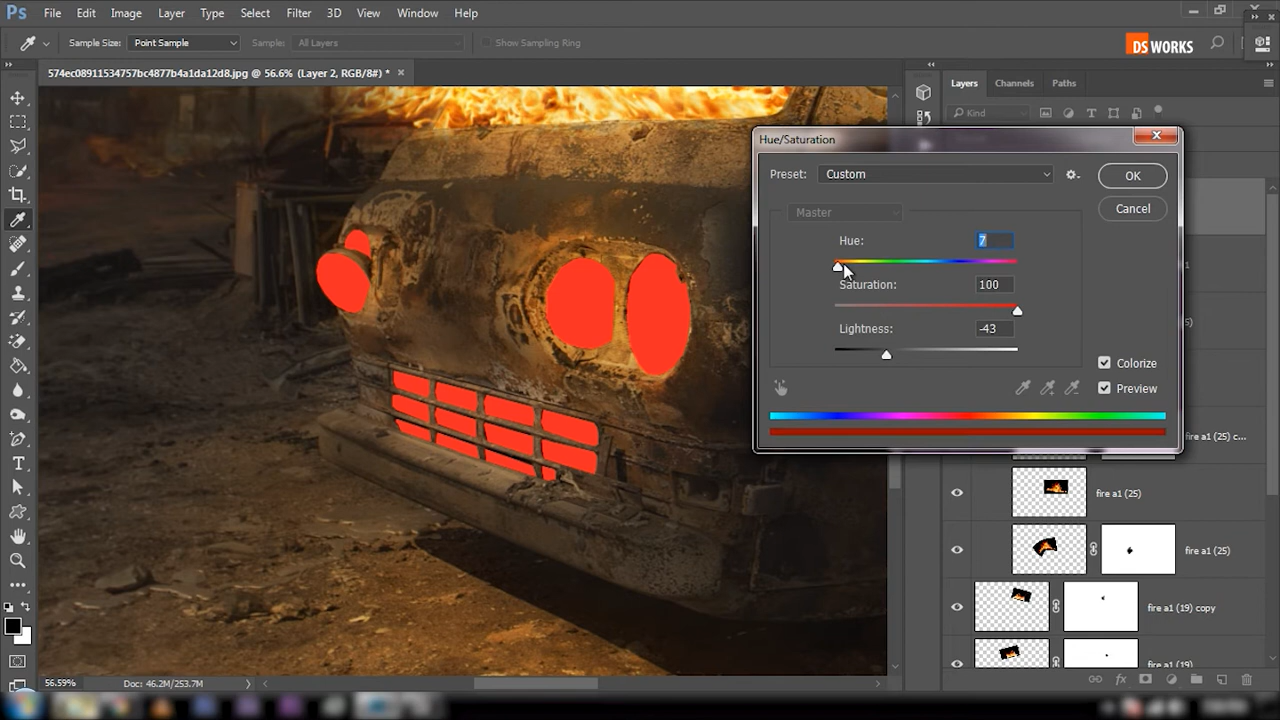 Ps File Edit Image Layer Type Select Filter 3D View Window Help
Sample Size: Point Sample Sample: All Layers Show Sampling Ring
DS WORKS
574ec08911534757bc4877b4a1da12d8.jpg @ 56.6% (Layer 2, RGB/8#) *
Layers Channels Paths
Kind
Hue/Saturation
Preset: Custom
OK
Cancel
Master
Hue: 7
Saturation: 100
Lightness: -43
Colorize
Preview
fire a1 (25) c...
fire a1 (25)
fire a1 (25)
fire a1 (19) copy
fire a1 (19)
56.59% Doc: 46.2M/253.7M